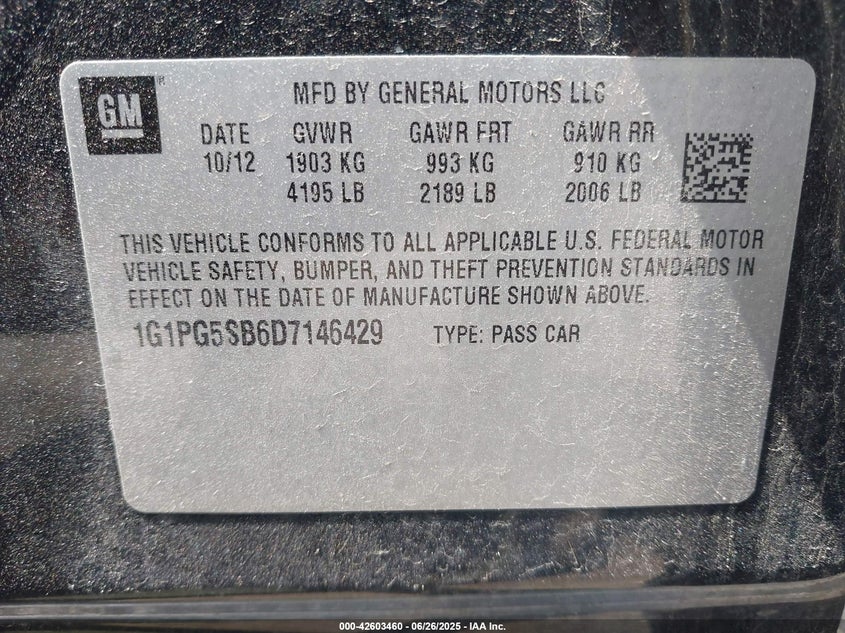 GM
MFD BY GENERAL MOTORS LLC
DATE GVWR GAWR FRT GAWR RR
10/12 1903 KG 993 KG 910 KG
4195 LB 2189 LB 2006 LB
THIS VEHICLE CONFORMS TO ALL APPLICABLE U.S. FEDERAL MOTOR
VEHICLE SAFETY, BUMPER, AND THEFT PREVENTION STANDARDS IN
EFFECT ON THE DATE OF MANUFACTURE SHOWN ABOVE.
1G1PG5SB6D7146429 TYPE: PASS CAR
000-42603460 - 06/26/2025 - IAA Inc.